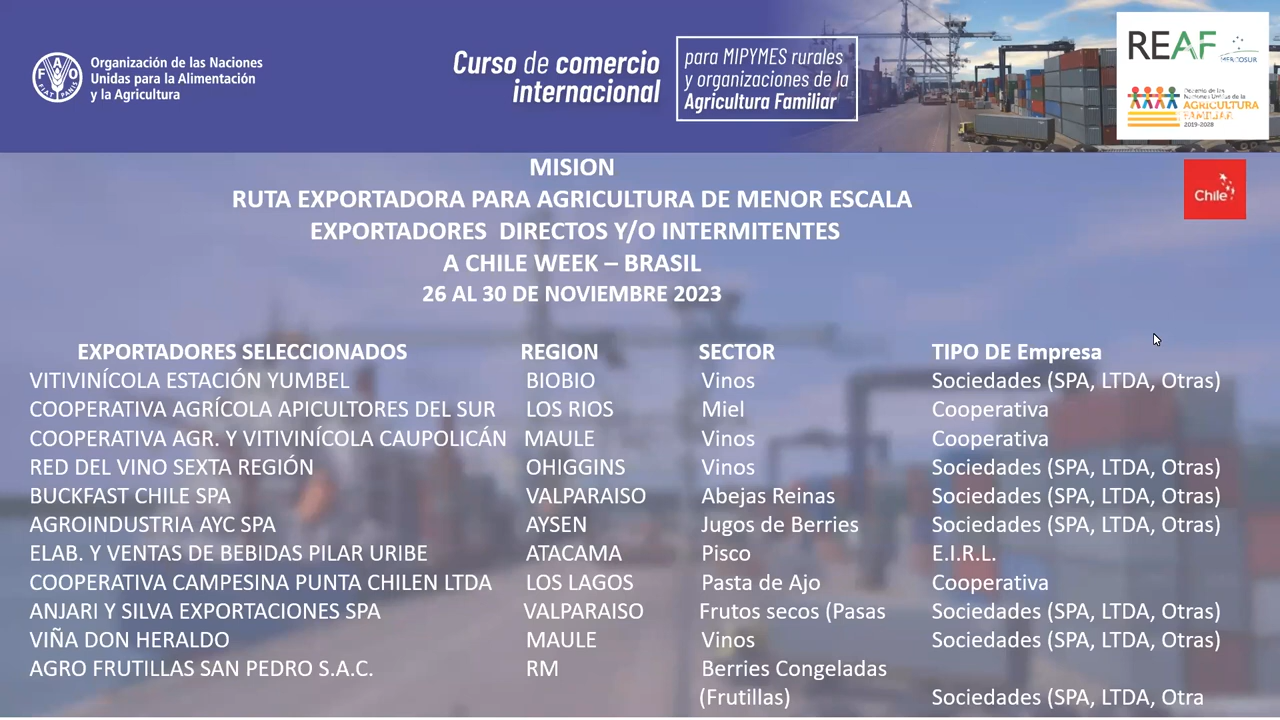 Organización de las Naciones
Unidas para la Alimentación
y la Agricultura
Curso de comercio
internacional
para MIPYMES rurales
y organizaciones de la
Agricultura Familiar
REAF
MERCOSUR
Decenio de las
Naciones Unidas de la
AGRICULTURA
FAMILIAR
2019-2028
Chile
MISION
RUTA EXPORTADORA PARA AGRICULTURA DE MENOR ESCALA
EXPORTADORES DIRECTOS Y/O INTERMITENTES
A CHILE WEEK – BRASIL
26 AL 30 DE NOVIEMBRE 2023
EXPORTADORES SELECCIONADOS REGION SECTOR TIPO DE Empresa
VITIVINÍCOLA ESTACIÓN YUMBEL BIOBIO Vinos Sociedades (SPA, LTDA, Otras)
COOPERATIVA AGRÍCOLA APICULTORES DEL SUR LOS RIOS Miel Cooperativa
COOPERATIVA AGR. Y VITIVINÍCOLA CAUPOLICÁN MAULE Vinos Cooperativa
RED DEL VINO SEXTA REGIÓN OHIGGINS Vinos Sociedades (SPA, LTDA, Otras)
BUCKFAST CHILE SPA VALPARAISO Abejas Reinas Sociedades (SPA, LTDA, Otras)
AGROINDUSTRIA AYC SPA AYSEN Jugos de Berries Sociedades (SPA, LTDA, Otras)
ELAB. Y VENTAS DE BEBIDAS PILAR URIBE ATACAMA Pisco E.I.R.L.
COOPERATIVA CAMPESINA PUNTA CHILEN LTDA LOS LAGOS Pasta de Ajo Cooperativa
ANJARI Y SILVA EXPORTACIONES SPA VALPARAISO Frutos secos (Pasas Sociedades (SPA, LTDA, Otras)
VIÑA DON HERALDO MAULE Vinos Sociedades (SPA, LTDA, Otras)
AGRO FRUTILLAS SAN PEDRO S.A.C. RM Berries Congeladas
(Frutillas) Sociedades (SPA, LTDA, Otra